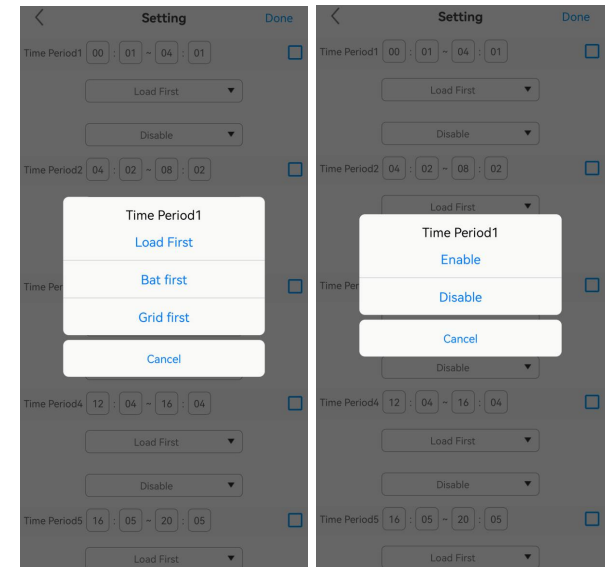 Setting Done
Time Period1 00 : 01 ~ 04 : 01
Load First
Disable
Time Period2 04 : 02 ~ 08 : 02
Time Period1
Load First
Bat first
Grid first
Cancel
Time Per
Time Period4 12 : 04 ~ 16 : 04
Load First
Disable
Time Period5 16 : 05 ~ 20 : 05
Load First
Setting Done
Time Period1 00 : 01 ~ 04 : 01
Load First
Disable
Time Period2 04 : 02 ~ 08 : 02
Load First
Time Period1
Enable
Time Per
Disable
Cancel
Disable
Time Period4 12 : 04 ~ 16 : 04
Load First
Disable
Time Period5 16 : 05 ~ 20 : 05
Load First